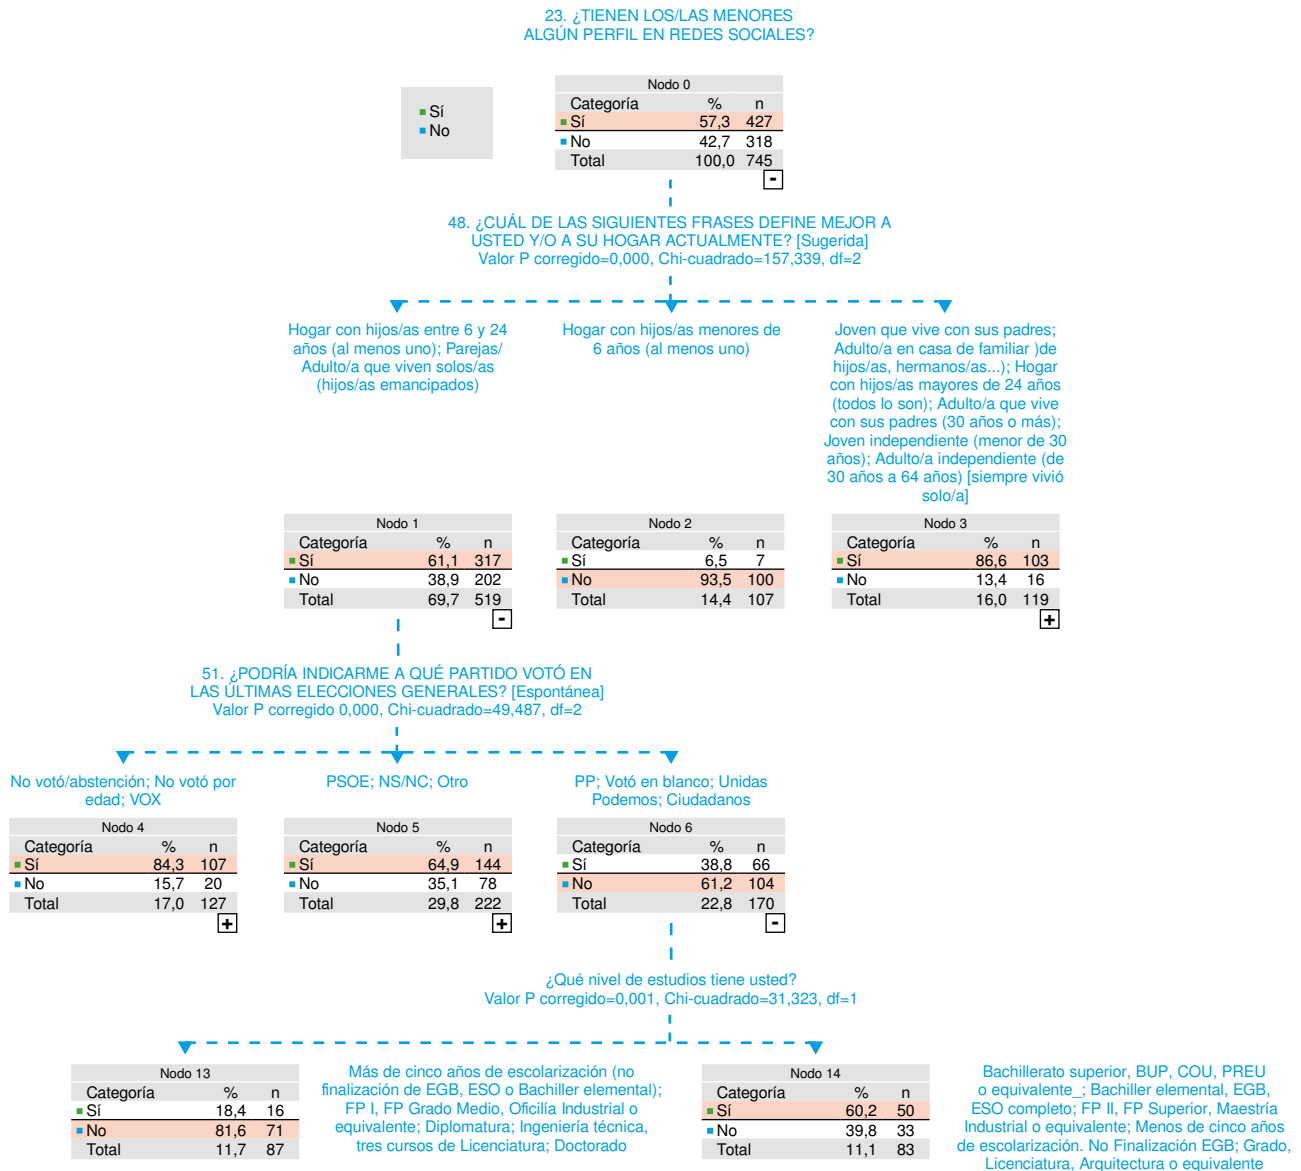 23. ¿TIENEN LOS/LAS MENORES
ALGÚN PERFIL EN REDES SOCIALES?
Sí
No
Nodo 0
Categoría % n
Sí 57,3 427
No 42,7 318
Total 100,0 745
-
48. ¿CUÁL DE LAS SIGUIENTES FRASES DEFINE MEJOR A
USTED Y/O A SU HOGAR ACTUALMENTE? [Sugerida]
Valor P corregido=0,000, Chi-cuadrado=157,339, df=2
Hogar con hijos/as entre 6 y 24
años (al menos uno); Parejas/
Adulto/a que viven solos/as
(hijos/as emancipados)
Hogar con hijos/as menores de
6 años (al menos uno)
Joven que vive con sus padres;
Adulto/a en casa de familiar )de
hijos/as, hermanos/as...); Hogar
con hijos/as mayores de 24 años
(todos lo son); Adulto/a que vive
con sus padres (30 años o más);
Joven independiente (menor de 30
años); Adulto/a independiente (de
30 años a 64 años) [siempre vivió
solo/a]
Nodo 1
Categoría % n
Sí 61,1 317
No 38,9 202
Total 69,7 519
-
Nodo 2
Categoría % n
Sí 6,5 7
No 93,5 100
Total 14,4 107
Nodo 3
Categoría % n
Sí 86,6 103
No 13,4 16
Total 16,0 119
+
51. ¿PODRÍA INDICARME A QUÉ PARTIDO VOTÓ EN
LAS ÚLTIMAS ELECCIONES GENERALES? [Espontánea]
Valor P corregido 0,000, Chi-cuadrado=49,487, df=2
No votó/abstención; No votó por
edad; VOX
PSOE; NS/NC; Otro
PP; Votó en blanco; Unidas
Podemos; Ciudadanos
Nodo 4
Categoría % n
Sí 84,3 107
No 15,7 20
Total 17,0 127
+
Nodo 5
Categoría % n
Sí 64,9 144
No 35,1 78
Total 29,8 222
+
Nodo 6
Categoría % n
Sí 38,8 66
No 61,2 104
Total 22,8 170
-
¿Qué nivel de estudios tiene usted?
Valor P corregido=0,001, Chi-cuadrado=31,323, df=1
Nodo 13
Categoría % n
Sí 18,4 16
No 81,6 71
Total 11,7 87
Más de cinco años de escolarización (no
finalización de EGB, ESO o Bachiller elemental);
FP I, FP Grado Medio, Oficilía Industrial o
equivalente; Diplomatura; Ingeniería técnica,
tres cursos de Licenciatura; Doctorado
Nodo 14
Categoría % n
Sí 60,2 50
No 39,8 33
Total 11,1 83
Bachillerato superior, BUP, COU, PREU
o equivalente_; Bachiller elemental, EGB,
ESO completo; FP II, FP Superior, Maestría
Industrial o equivalente; Menos de cinco años
de escolarización. No Finalización EGB; Grado,
Licenciatura, Arquitectura o equivalente